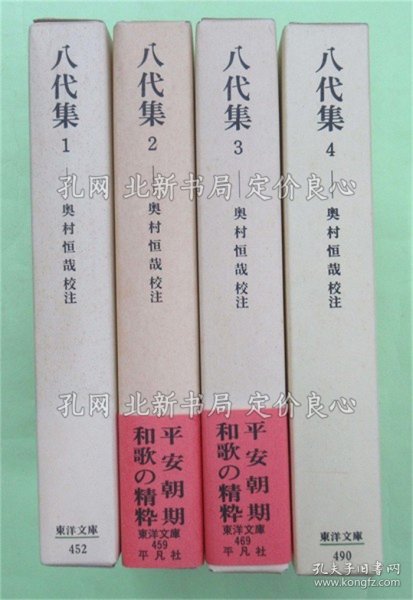 八代集
1
奥村恒哉校注
東洋文庫
452
八代集
2
奥村恒哉校注
平安朝期
和歌の精粋
東洋文庫
459
平凡社
八代集
3
奥村恒哉校注
平安朝期
和歌の精粋
東洋文庫
469
平凡社
八代集
4
奥村恒哉校注
東洋文庫
490
孔网 北新书局 定价良心
孔网 北新书局 定价良心
孔夫子旧书网
www.kongfz.com